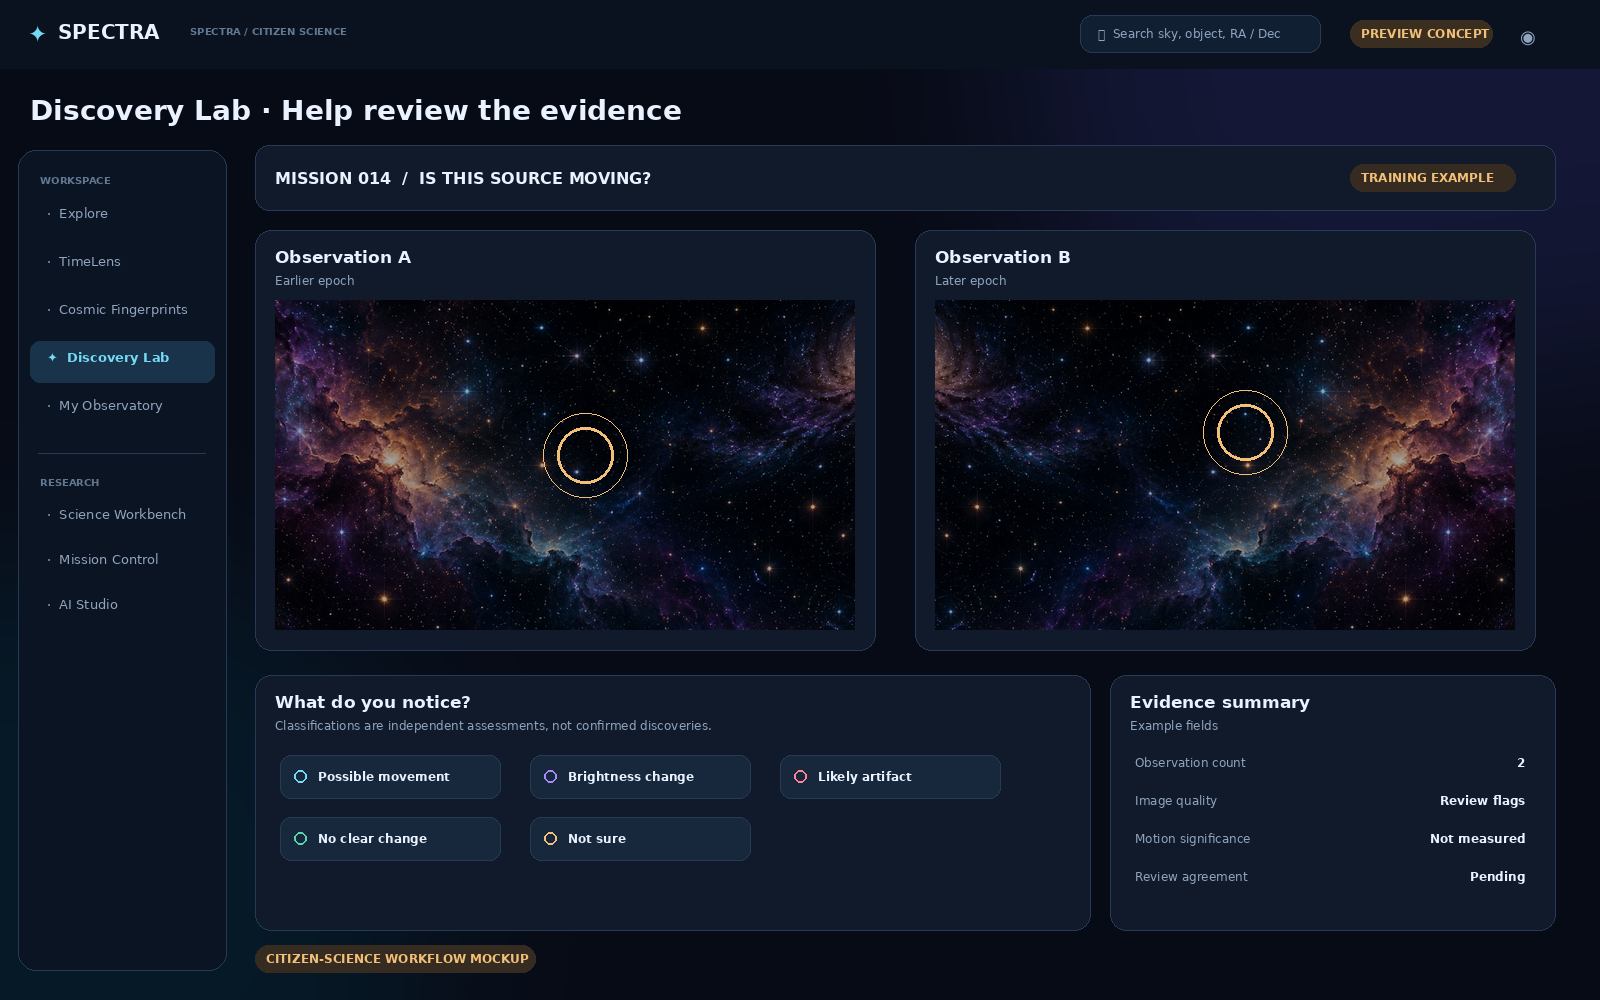 ✦ SPECTRA
SPECTRA / CITIZEN SCIENCE
Search sky, object, RA / Dec
PREVIEW CONCEPT
Discovery Lab · Help review the evidence
WORKSPACE
· Explore
· TimeLens
· Cosmic Fingerprints
✦ Discovery Lab
· My Observatory
RESEARCH
· Science Workbench
· Mission Control
· AI Studio
MISSION 014 / IS THIS SOURCE MOVING?
TRAINING EXAMPLE
Observation A
Earlier epoch
Observation B
Later epoch
What do you notice?
Classifications are independent assessments, not confirmed discoveries.
Possible movement
Brightness change
Likely artifact
No clear change
Not sure
Evidence summary
Example fields
Observation count 2
Image quality Review flags
Motion significance Not measured
Review agreement Pending
CITIZEN-SCIENCE WORKFLOW MOCKUP